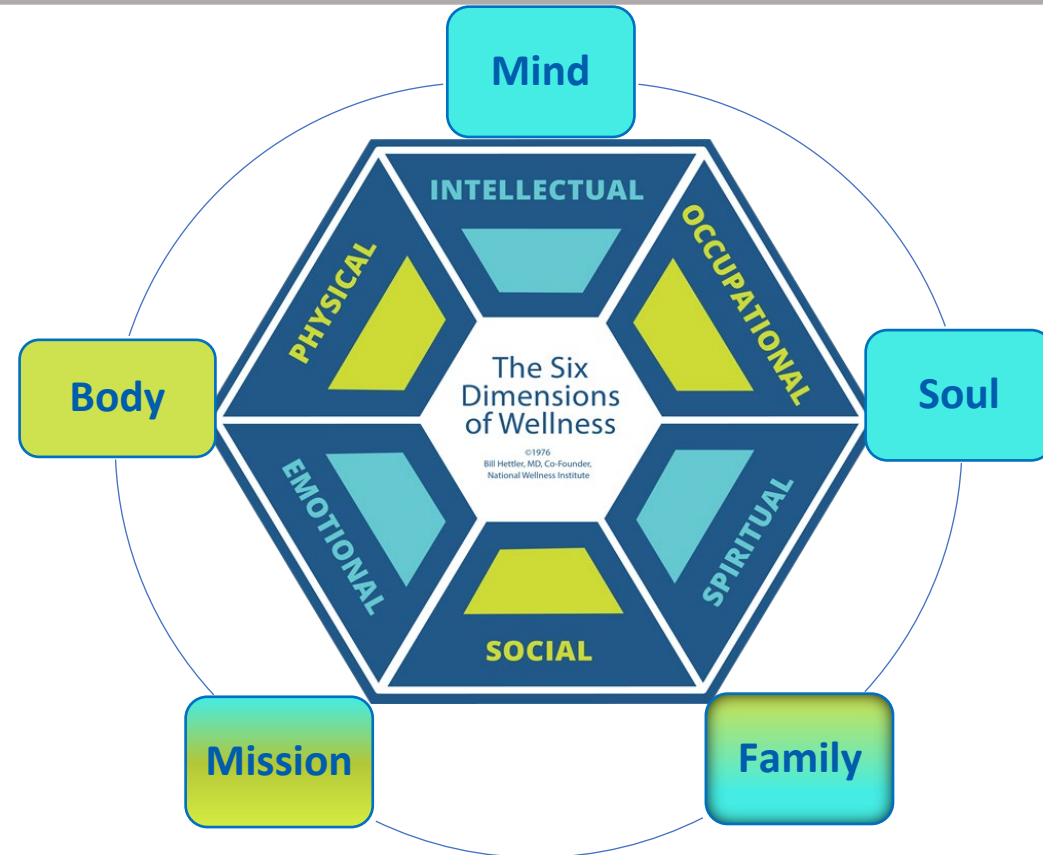 Mind
INTELLECTUAL
OCCUPATIONAL
PHYSICAL
The Six
Dimensions
of Wellness
©1976
Bill Hettler, MD, Co-Founder,
National Wellness Institute
Body
Soul
EMOTIONAL
SPIRITUAL
SOCIAL
Mission
Family